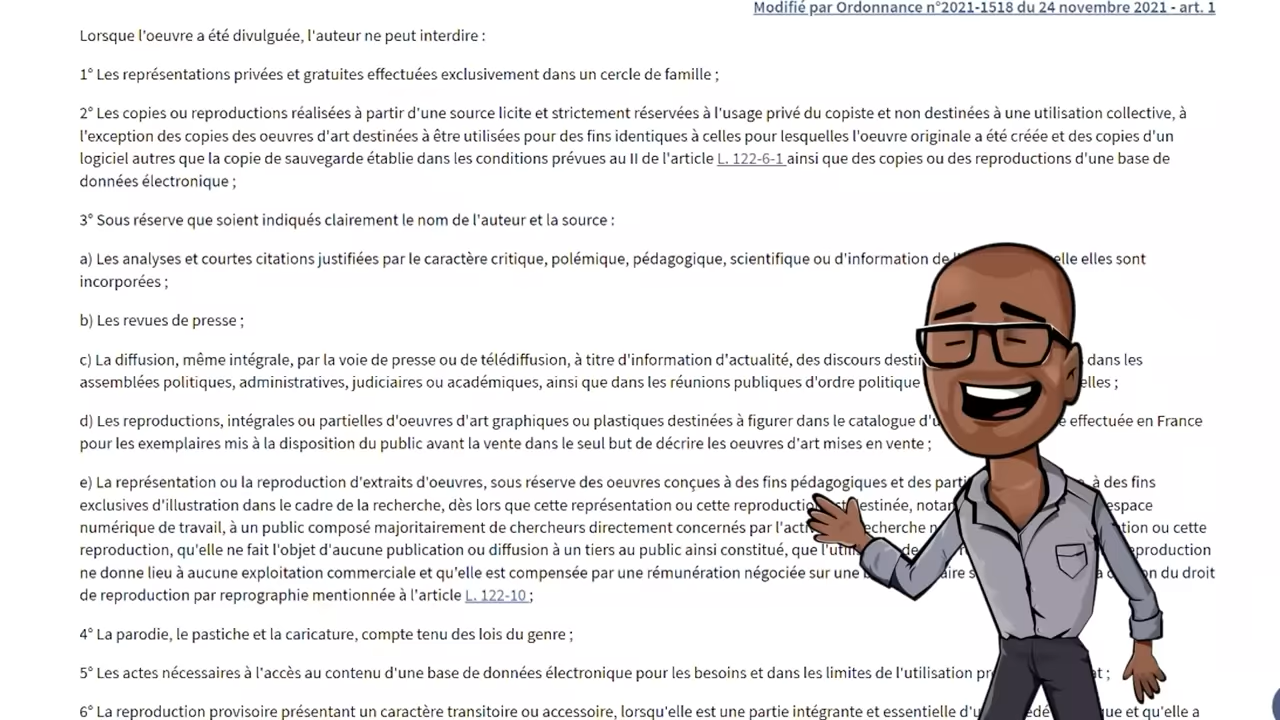 Modifié par Ordonnance n°2021-1518 du 24 novembre 2021 - art. 1
Lorsque l'oeuvre a été divulguée, l'auteur ne peut interdire :
1° Les représentations privées et gratuites effectuées exclusivement dans un cercle de famille ;
2° Les copies ou reproductions réalisées à partir d'une source licite et strictement réservées à l'usage privé du copiste et non destinées à une utilisation collective, à
l'exception des copies des oeuvres d'art destinées à être utilisées pour des fins identiques à celles pour lesquelles l'oeuvre originale a été créée et des copies d'un
logiciel autres que la copie de sauvegarde établie dans les conditions prévues au II de l'article L. 122-6-1 ainsi que des copies ou des reproductions d'une base de
données électronique ;
3° Sous réserve que soient indiqués clairement le nom de l'auteur et la source :
a) Les analyses et courtes citations justifiées par le caractère critique, polémique, pédagogique, scientifique ou d'information de elles sont
incorporées ;
b) Les revues de presse ;
c) La diffusion, même intégrale, par la voie de presse ou de télédiffusion, à titre d'information d'actualité, des discours dans les
assemblées politiques, administratives, judiciaires ou académiques, ainsi que dans les réunions publiques d'ordre politique
d) Les reproductions, intégrales ou partielles d'oeuvres d'art graphiques ou plastiques destinées à figurer dans le catalogue effectuée en France
pour les exemplaires mis à la disposition du public avant la vente dans le seul but de décrire les oeuvres d'art mises en vente ;
e) La représentation ou la reproduction d'extraits d'oeuvres, sous réserve des oeuvres conçues à des fins pédagogiques et des à des fins
exclusives d'illustration dans le cadre de la recherche, dès lors que cette représentation ou cette reproduction
numérique de travail, à un public composé majoritairement de chercheurs directement concernés par l'acte ou cette
reproduction, qu'elle ne fait l'objet d'aucune publication ou diffusion à un tiers au public ainsi constitué, que reproduction
ne donne lieu à aucune exploitation commerciale et qu'elle est compensée par une rémunération négociée sur une du droit
de reproduction par reprographie mentionnée à l'article L. 122-10 ;
4° La parodie, le pastiche et la caricature, compte tenu des lois du genre ;
5° Les actes nécessaires à l'accès au contenu d'une base de données électronique pour les besoins et dans les limites de l'utilisation
6° La reproduction provisoire présentant un caractère transitoire ou accessoire, lorsqu'elle est une partie intégrante et essentielle et qu'elle a